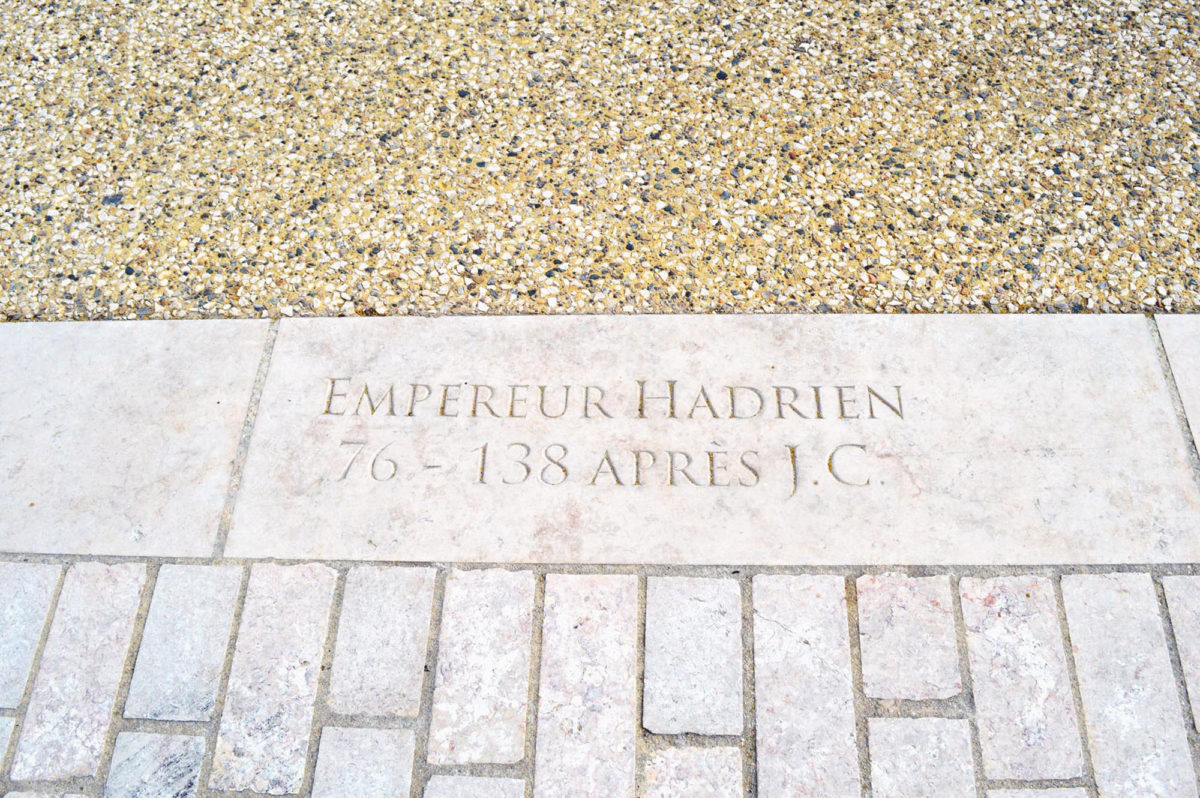 Empereur Hadrien
76 - 138 après J.C.